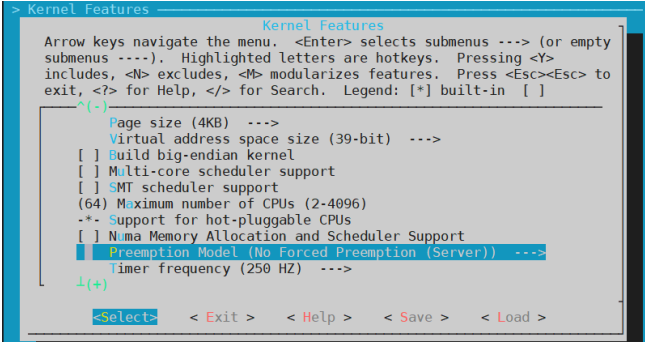 > Kernel Features
Kernel Features
Arrow keys navigate the menu. <Enter> selects submenus ---> (or empty
submenus ----). Highlighted letters are hotkeys. Pressing <Y>
includes, <N> excludes, <M> modularizes features. Press <Esc><Esc> to
exit, <?> for Help, </> for Search. Legend: [*] built-in [ ]
^(-)
Page size (4KB) --->
Virtual address space size (39-bit) --->
[ ] Build big-endian kernel
[ ] Multi-core scheduler support
[ ] SMT scheduler support
(64) Maximum number of CPUs (2-4096)
-*- Support for hot-pluggable CPUs
[ ] Numa Memory Allocation and Scheduler Support
Preemption Model (No Forced Preemption (Server)) --->
Timer frequency (250 HZ) --->
┴(+)
<Select> < Exit > < Help > < Save > < Load >